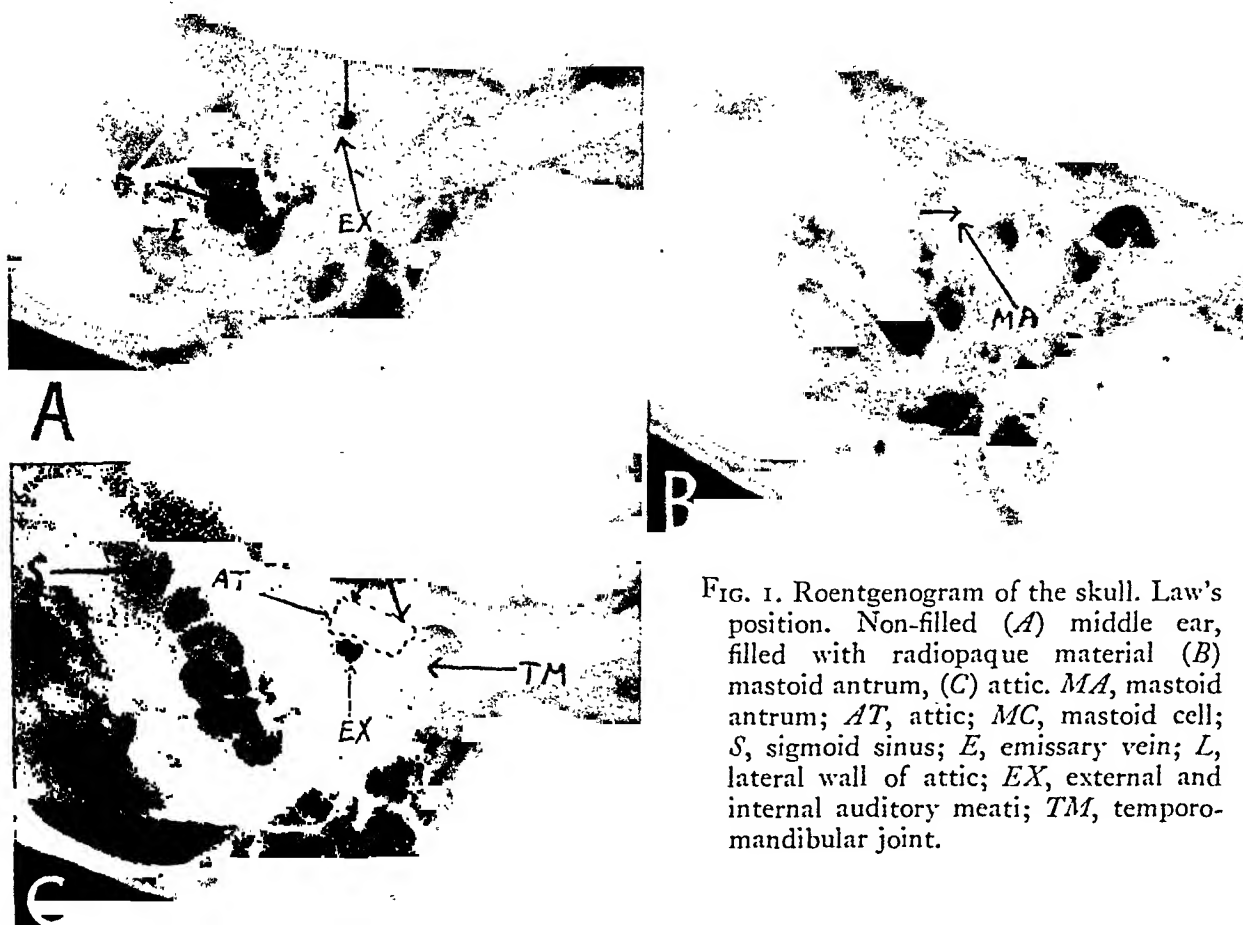 EX
E
A
MA
B
S
AT
TM
EX
C
FIG. 1. Roentgenogram of the skull. Law's
position. Non-filled (A) middle ear,
filled with radiopaque material (B)
mastoid antrum, (C) attic. MA, mastoid
antrum; AT, attic; MC, mastoid cell;
S, sigmoid sinus; E, emissary vein; L,
lateral wall of attic; EX, external and
internal auditory meati; TM, temporo-
mandibular joint.